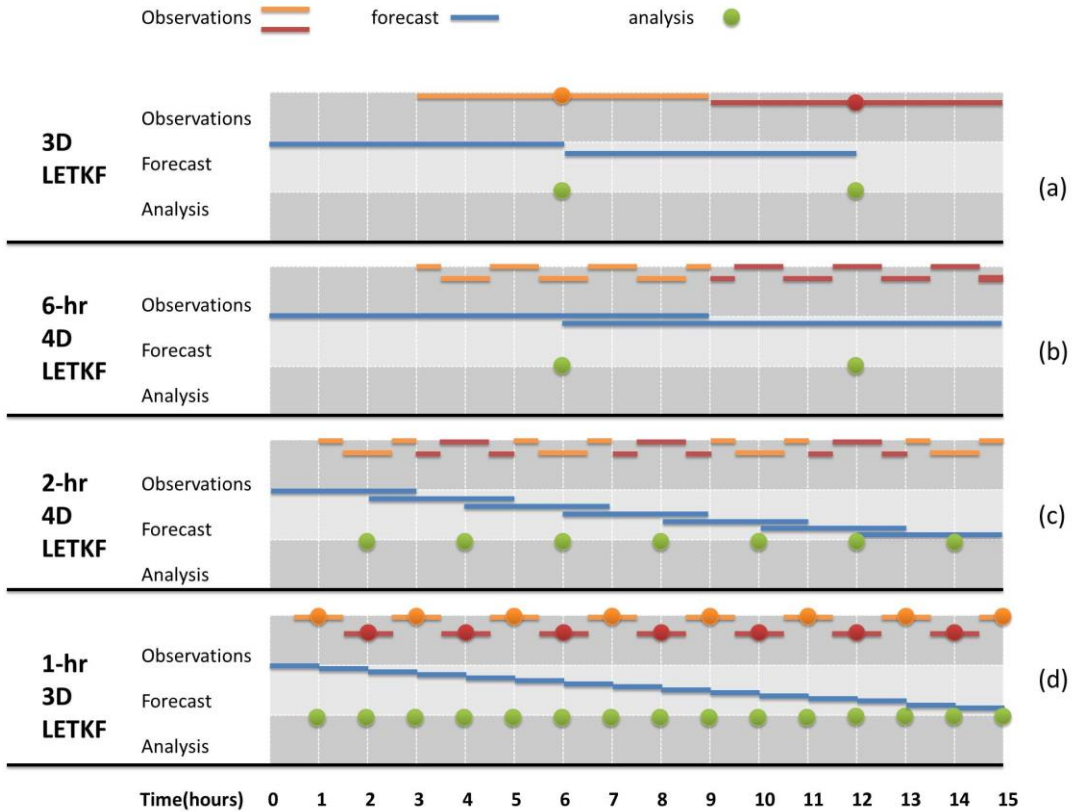 Observations forecast analysis
3D
LETKF
Observations
Forecast
Analysis
(a)
6-hr
4D
LETKF
Observations
Forecast
Analysis
(b)
2-hr
4D
LETKF
Observations
Forecast
Analysis
(c)
1-hr
3D
LETKF
Observations
Forecast
Analysis
(d)
Time(hours) 0 1 2 3 4 5 6 7 8 9 10 11 12 13 14 15